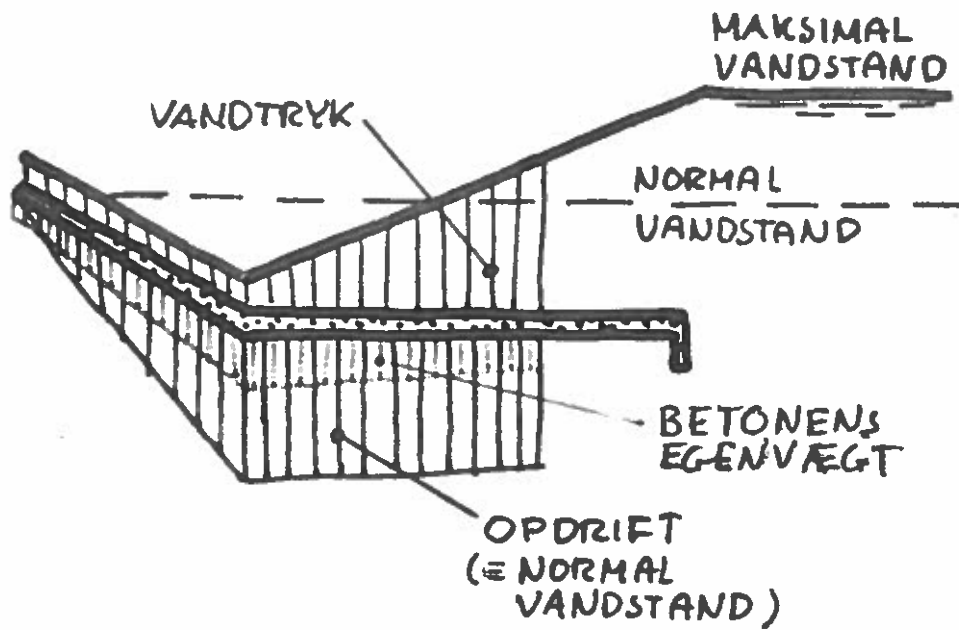 MAKSIMAL
VANDSTAND
VANDTRYK
NORMAL
VANDSTAND
BETONENS
EGENVÆGT
OPDRIFT
(= NORMAL
VANDSTAND)